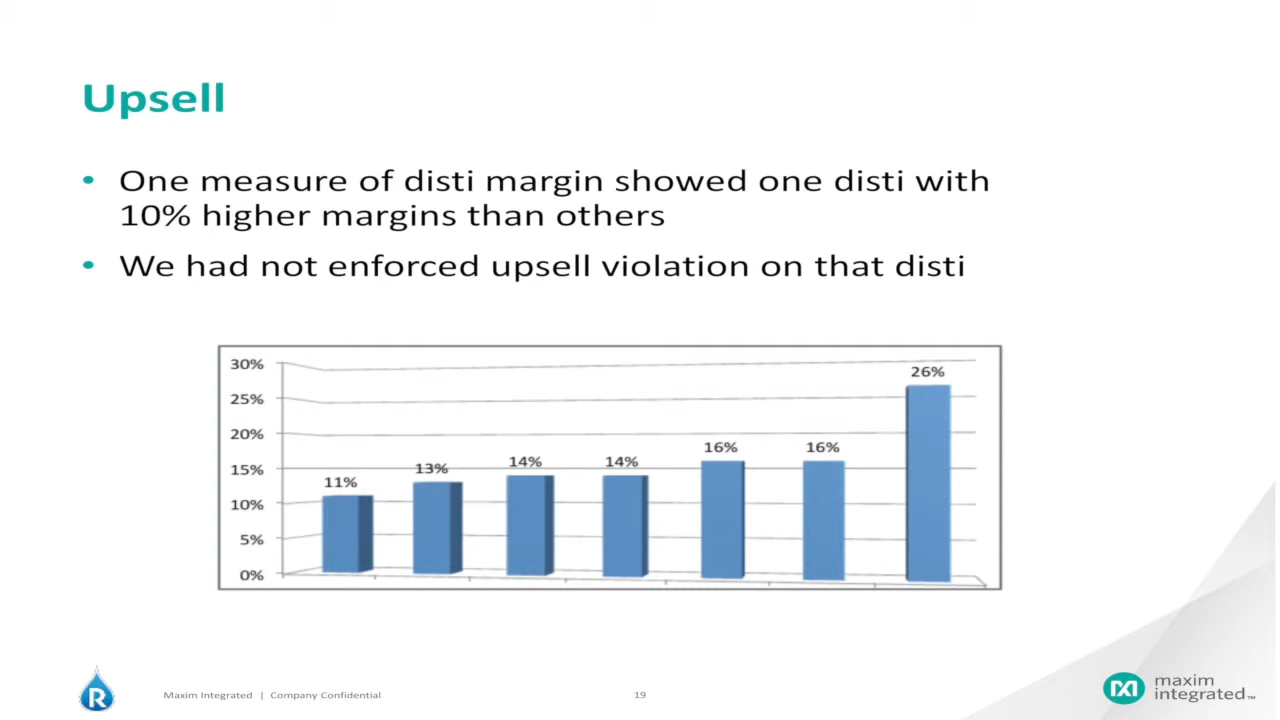 Upsell
• One measure of disti margin showed one disti with
10% higher margins than others
• We had not enforced upsell violation on that disti
30%
25%
20%
15%
10%
5%
0%
11%
13%
14%
14%
16%
16%
26%
R
Maxim Integrated | Company Confidential
19
maxim
integrated™